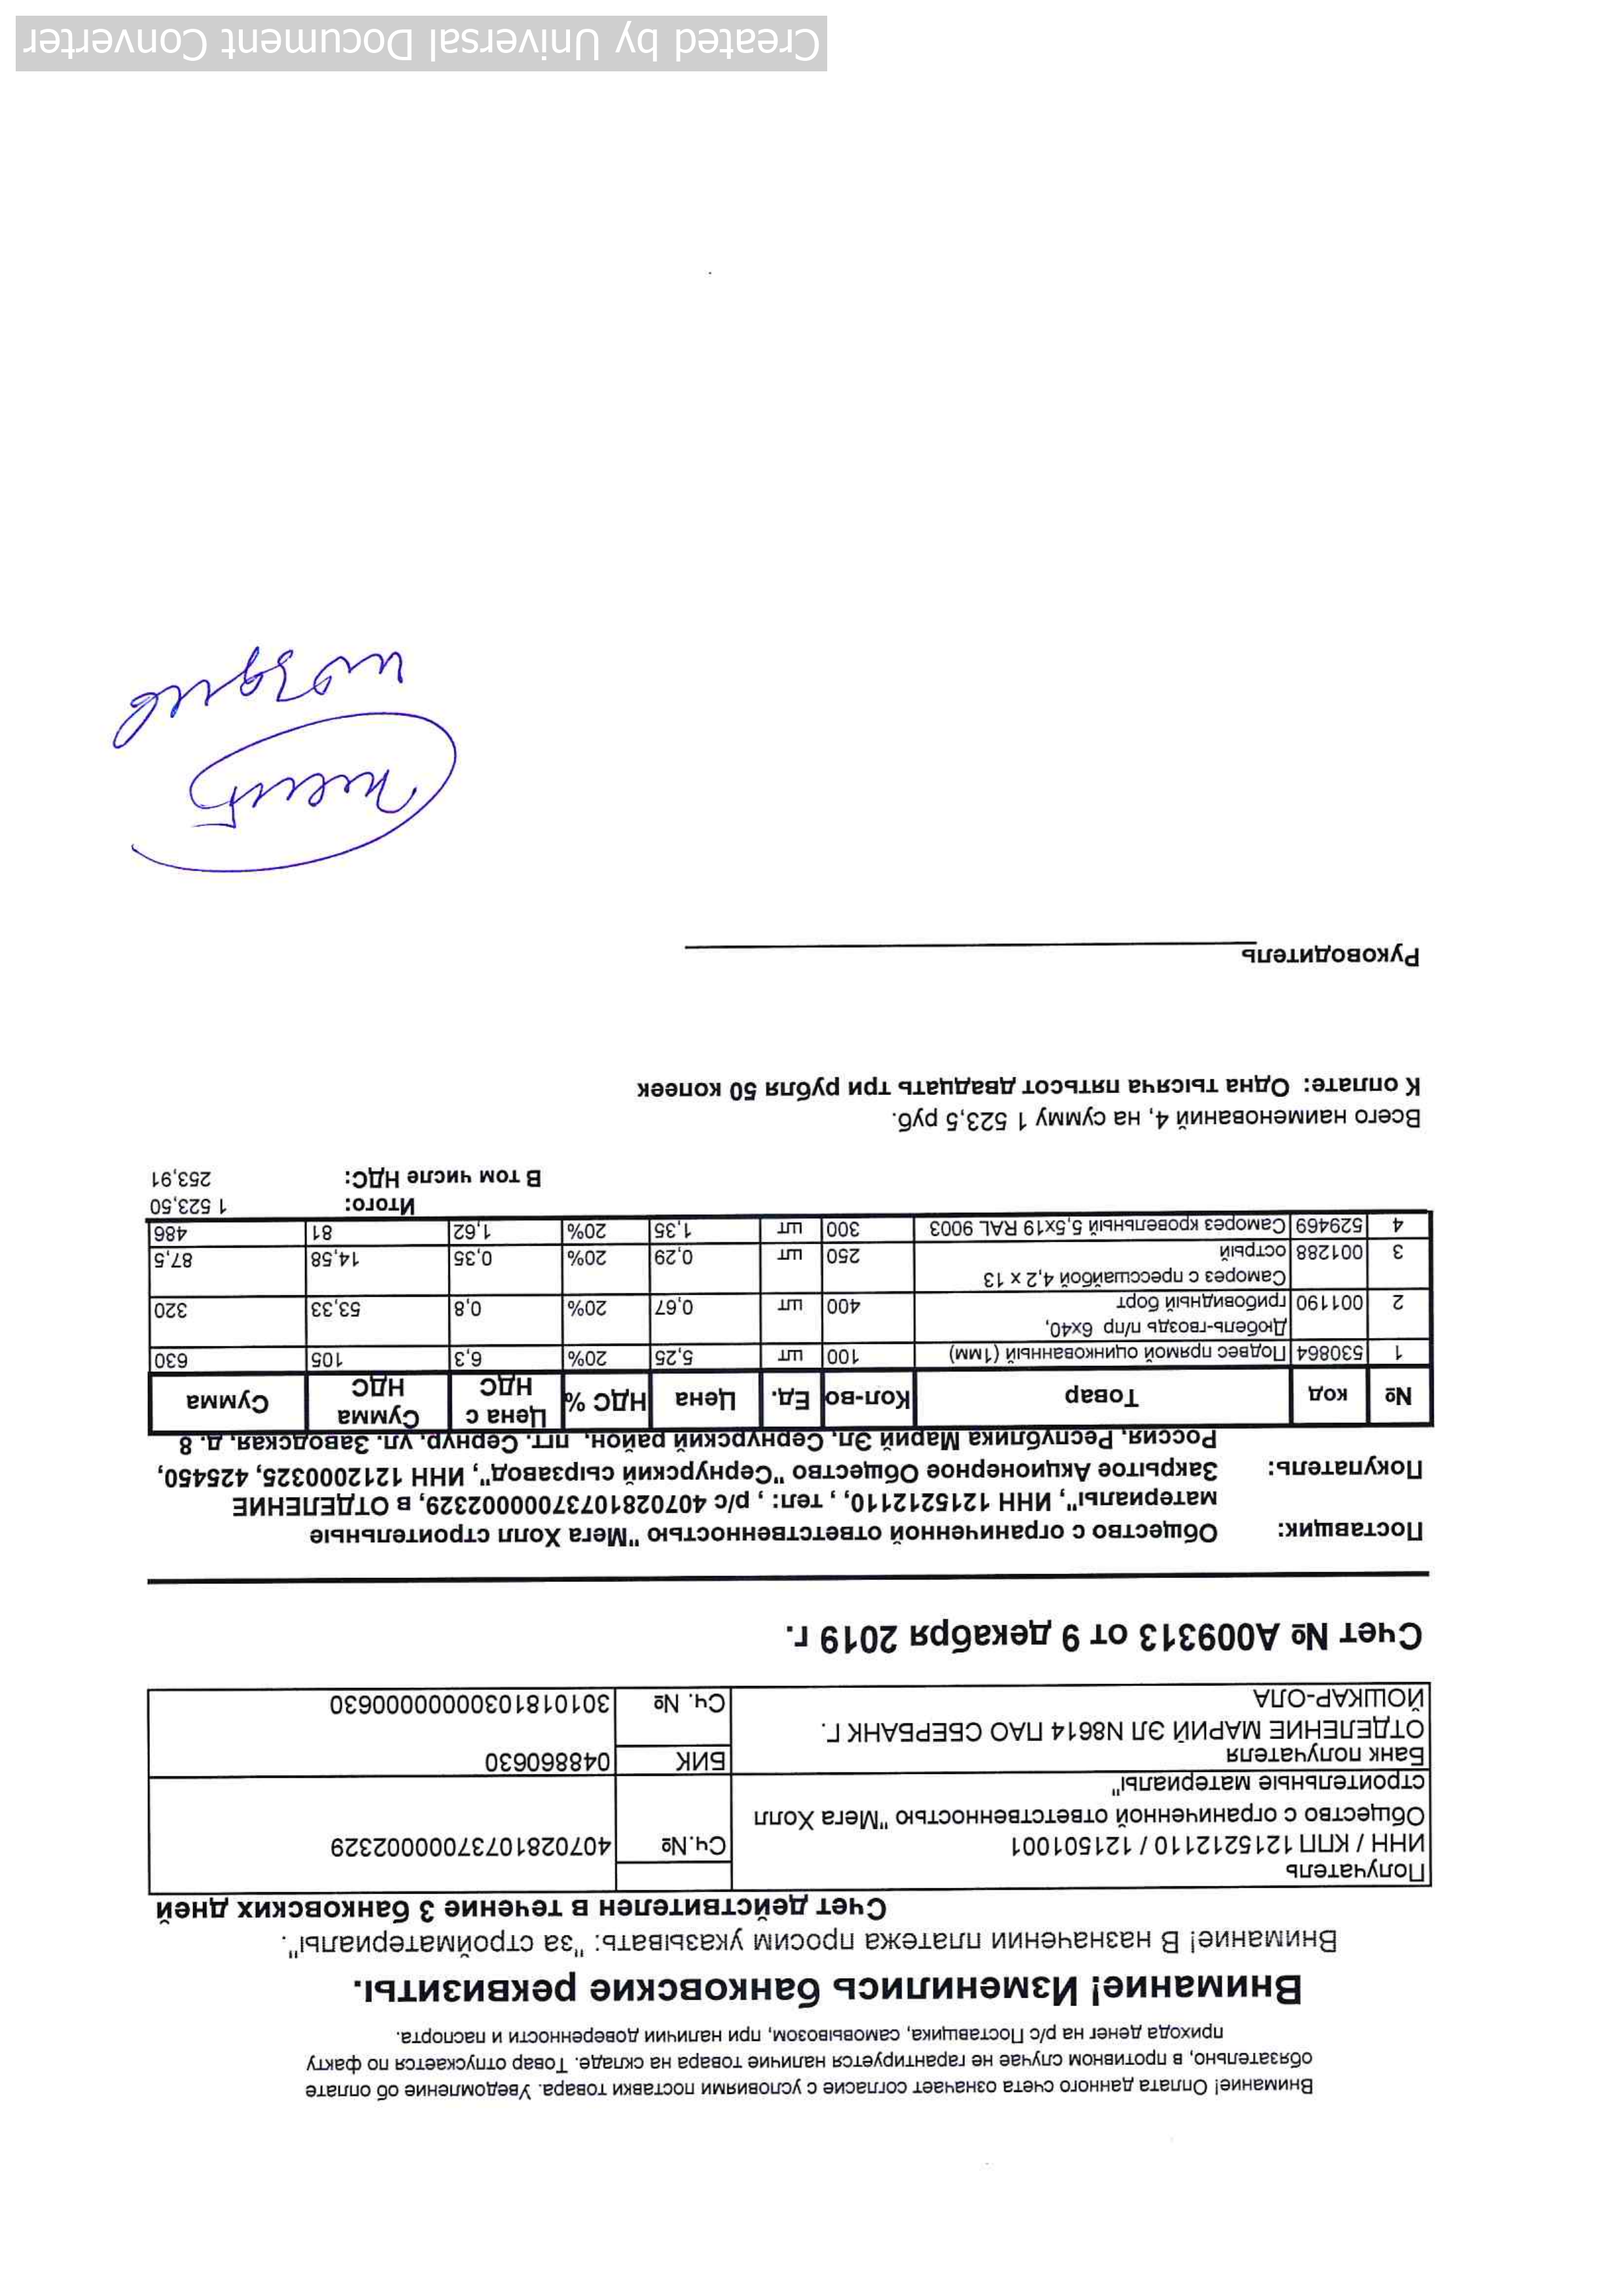 Внимание! Оплата данного счета означает согласие с условиями поставки товара. Уведомление об оплате
обязательно, в противном случае не гарантируется наличие товара на складе. Товар отпускается по факту
прихода денег на р/с Поставщика, самовывозом, при наличии доверенности и паспорта.
Внимание! Изменились банковские реквизиты.
Внимание! В назначении платежа просим указывать: "за стройматериалы".
Счет действителен в течение 3 банковских дней
Получатель
ИНН / КПП 1215212110 / 121501001
Общество с ограниченной ответственностью "Мега Холл
строительные материалы"
Сч.№ 40702810737000002329
Банк получателя
ОТДЕЛЕНИЕ МАРИЙ ЭЛ N8614 ПАО СБЕРБАНК Г.
ЙОШКАР-ОЛА
БИК 048860630
Сч. № 30101810300000000630
Счет № А009313 от 9 декабря 2019 г.
Поставщик: Общество с ограниченной ответственностью "Мега Холл строительные
материалы", ИНН 1215212110, , тел: , р/с 40702810737000002329, в ОТДЕЛЕНИЕ
Покупатель: Закрытое Акционерное Общество "Сернурский сырзавод", ИНН 1212000325, 425450,
Россия, Республика Марий Эл, Сернурский район, пгт. Сернур, ул. Заводская, д. 8
№ код Товар Кол-во Ед. Цена НДС % Цена с НДС Сумма НДС Сумма
1 530864 Подвес прямой оцинкованный (1мм) 100 шт 5,25 20% 6,3 105 630
2 001190 Дюбель-гвоздь п/пр 6х40, грибовидный борт 400 шт 0,67 20% 0,8 53,33 320
3 001288 Саморез с прессшайбой 4,2 х 13 острый 250 шт 0,29 20% 0,35 14,58 87,5
4 529469 Саморез кровельный 5,5х19 RAL 9003 300 шт 1,35 20% 1,62 81 486
Итого: 1 523,50
В том числе НДС: 253,91
Всего наименований 4, на сумму 1 523,5 руб.
К оплате: Одна тысяча пятьсот двадцать три рубля 50 копеек
Руководитель
Created by Universal Document Converter